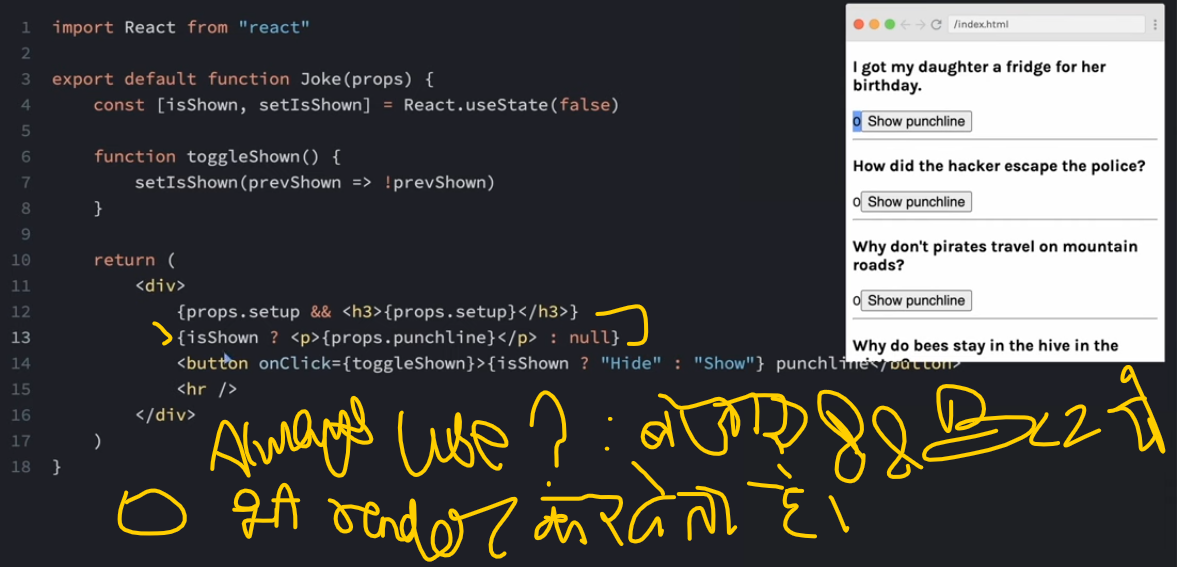 1 import React from "react"
2
3 export default function Joke(props) {
4 const [isShown, setIsShown] = React.useState(false)
5
6 function toggleShown() {
7 setIsShown(prevShown => !prevShown)
8 }
9
10 return (
11 <div>
12 {props.setup && <h3>{props.setup}</h3>}
13 {isShown ? <p>{props.punchline}</p> : null}
14 <button onClick={toggleShown}>{isShown ? "Hide" : "Show"} punchline</button>
15 <hr />
16 </div>
17 )
18 }
/index.html
I got my daughter a fridge for her
birthday.
0 Show punchline
How did the hacker escape the police?
0 Show punchline
Why don't pirates travel on mountain
roads?
0 Show punchline
Why do bees stay in the hive in the
Always use ? : बजाए &&
0 भी render कर देता है।